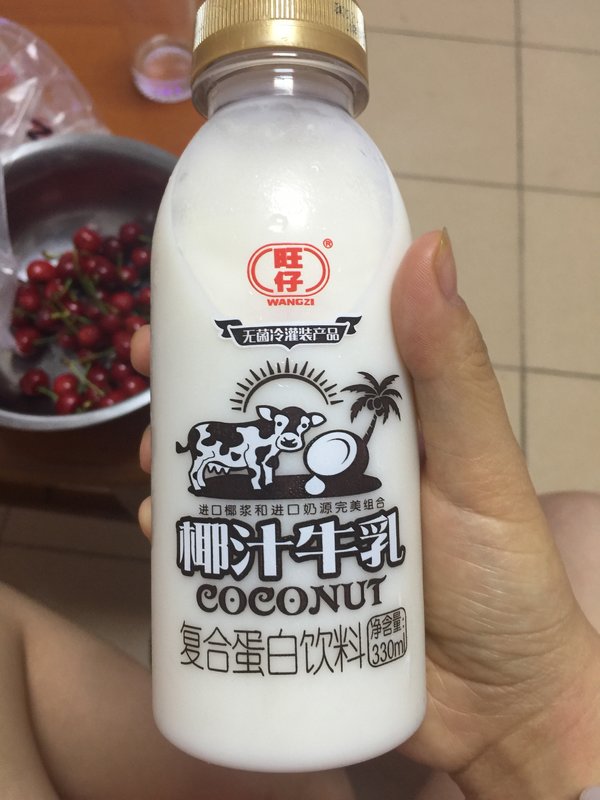 旺仔®
WANGZI
无菌冷灌装产品
进口椰浆和进口奶源完美组合
椰汁牛乳
COCONUT
复合蛋白饮料
净含量:
330ml